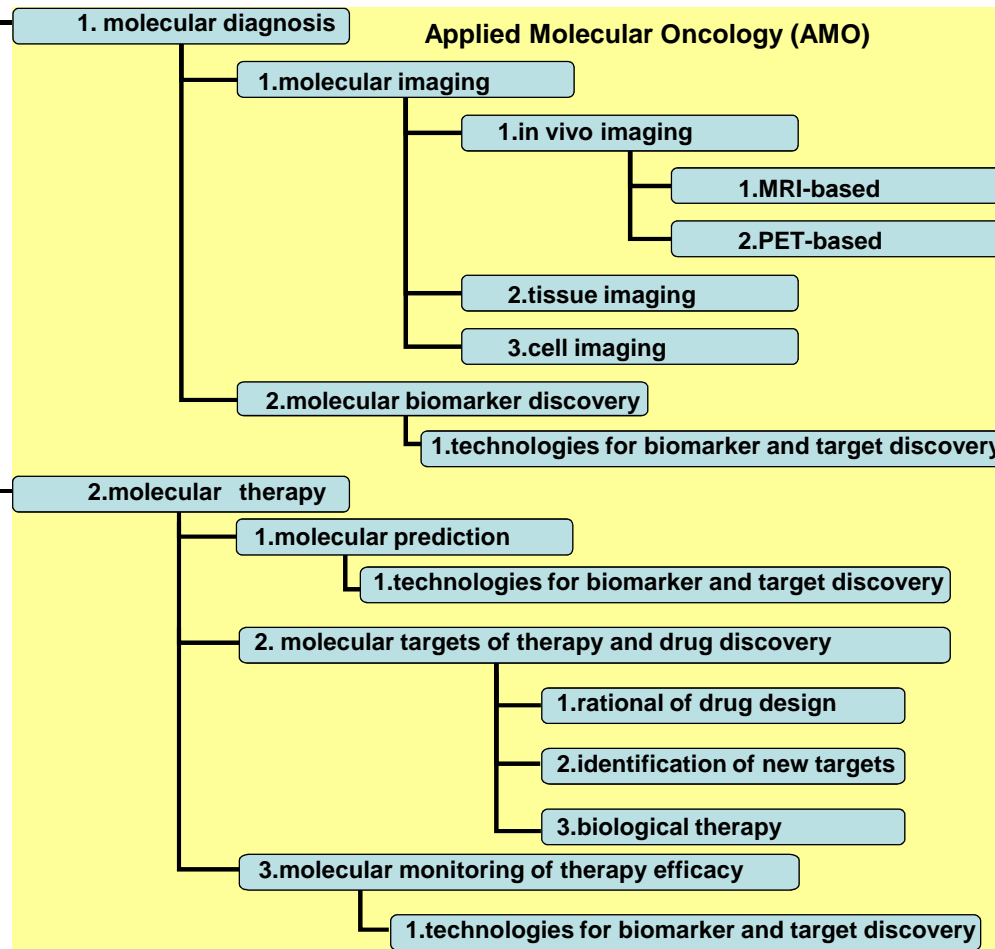 1. molecular diagnosis
Applied Molecular Oncology (AMO)
1.molecular imaging
1.in vivo imaging
1.MRI-based
2.PET-based
2.tissue imaging
3.cell imaging
2.molecular biomarker discovery
1.technologies for biomarker and target discovery
2.molecular therapy
1.molecular prediction
1.technologies for biomarker and target discovery
2. molecular targets of therapy and drug discovery
1.rational of drug design
2.identification of new targets
3.biological therapy
3.molecular monitoring of therapy efficacy
1.technologies for biomarker and target discovery